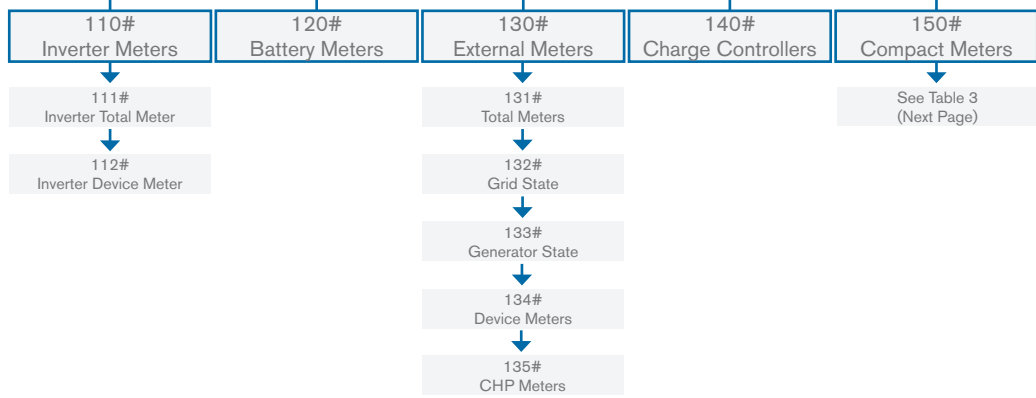 110#
Inverter Meters
120#
Battery Meters
130#
External Meters
140#
Charge Controllers
150#
Compact Meters
111#
Inverter Total Meter
112#
Inverter Device Meter
131#
Total Meters
132#
Grid State
133#
Generator State
134#
Device Meters
135#
CHP Meters
See Table 3
(Next Page)